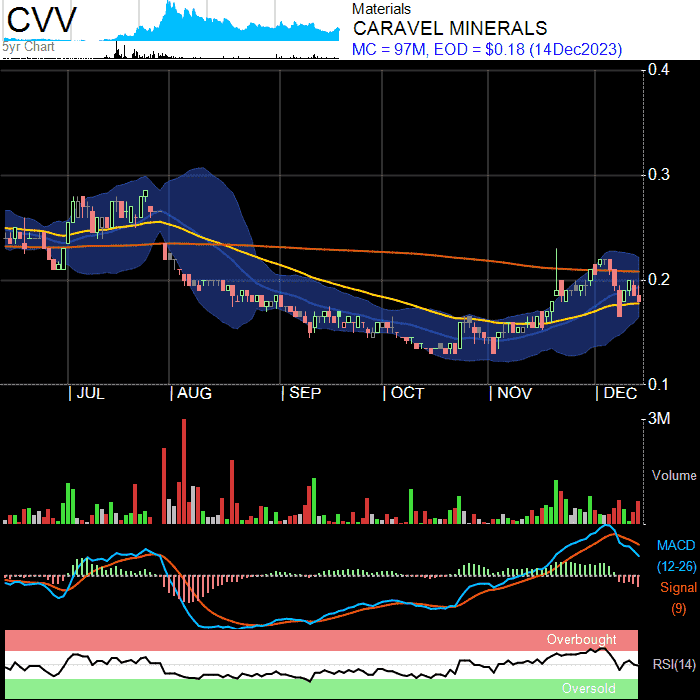 CVV
5yr Chart
Materials
CARAVEL MINERALS
MC = 97M, EOD = $0.18 (14Dec2023)
0.4
0.3
0.2
0.1
JUL AUG SEP OCT NOV DEC
3M
Volume
MACD
(12-26)
Signal
(9)
Overbought
RSI(14)
Oversold